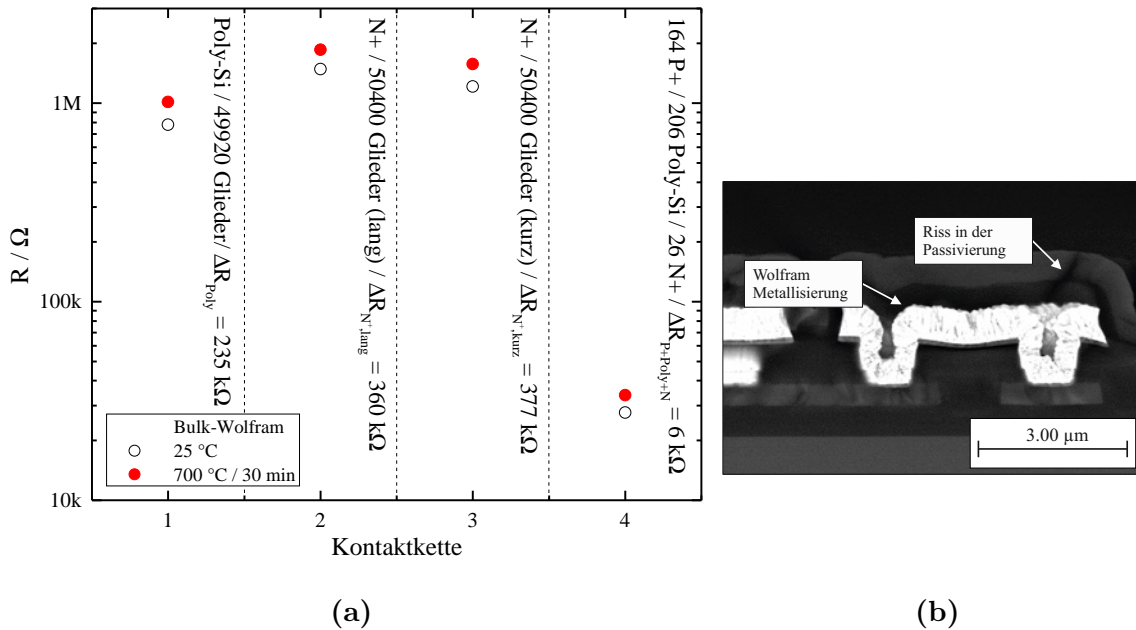 1M
100k
10k
R / Ω
1
2
3
4
Kontaktkette
Poly-Si / 49920 Glieder/ ΔR_Poly = 235 kΩ
N+ / 50400 Glieder (lang) / ΔR_N⁺,lang = 360 kΩ
N+ / 50400 Glieder (kurz) / ΔR_N⁺,kurz = 377 kΩ
164 P+ / 206 Poly-Si / 26 N+ / ΔR_P+Poly+N = 6 kΩ
Bulk-Wolfram
25 °C
700 °C / 30 min
(a)
Riss in der
Passivierung
Wolfram
Metallisierung
3.00 µm
(b)